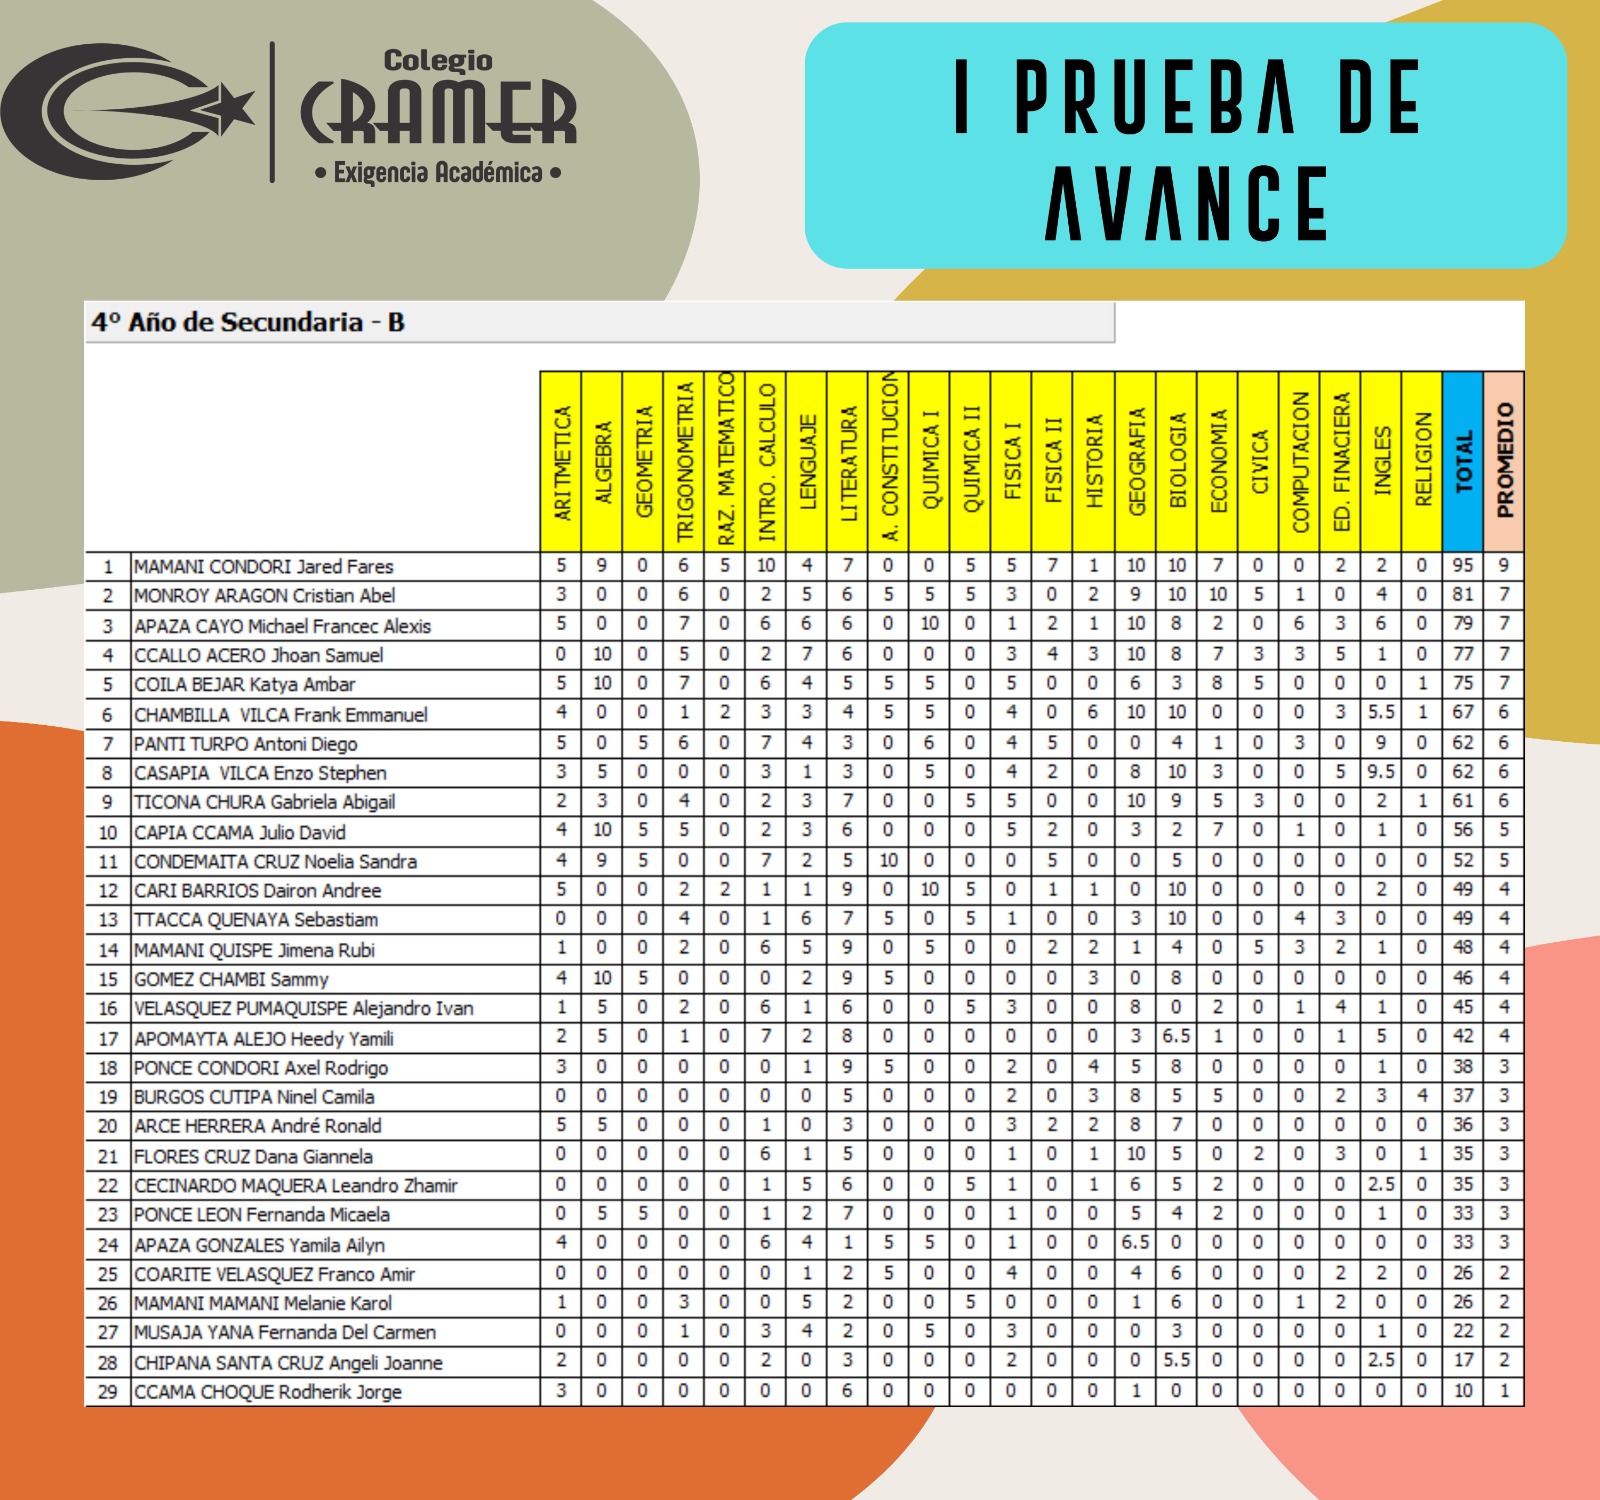 Colegio
CRAMER
• Exigencia Académica •
I PRUEBA DE
AVANCE
4º Año de Secundaria - B
ARITMETICA ALGEBRA GEOMETRIA TRIGONOMETRIA RAZ. MATEMATICO INTRO. CALCULO LENGUAJE LITERATURA A. CONSTITUCION QUIMICA I QUIMICA II FISICA I FISICA II HISTORIA GEOGRAFIA BIOLOGIA ECONOMIA CIVICA COMPUTACION ED. FINACIERA INGLES RELIGION TOTAL PROMEDIO
1 MAMANI CONDORI Jared Fares 5 9 0 6 5 10 4 7 0 0 5 5 7 1 10 10 7 0 0 2 2 0 95 9
2 MONROY ARAGON Cristian Abel 3 0 0 6 0 2 5 6 5 5 5 3 0 2 9 10 10 5 1 0 4 0 81 7
3 APAZA CAYO Michael Francec Alexis 5 0 0 7 0 6 6 6 0 10 0 1 2 1 10 8 2 0 6 3 6 0 79 7
4 CCALLO ACERO Jhoan Samuel 0 10 0 5 0 2 7 6 0 0 0 3 4 3 10 8 7 3 3 5 1 0 77 7
5 COILA BEJAR Katya Ambar 5 10 0 7 0 6 4 5 5 5 0 5 0 0 6 3 8 5 0 0 0 1 75 7
6 CHAMBILLA VILCA Frank Emmanuel 4 0 0 1 2 3 3 4 5 5 0 4 0 6 10 10 0 0 0 3 5.5 1 67 6
7 PANTI TURPO Antoni Diego 5 0 5 6 0 7 4 3 0 6 0 4 5 0 0 4 1 0 3 0 9 0 62 6
8 CASAPIA VILCA Enzo Stephen 3 5 0 0 0 3 1 3 0 5 0 4 2 0 8 10 3 0 0 5 9.5 0 62 6
9 TICONA CHURA Gabriela Abigail 2 3 0 4 0 2 3 7 0 0 5 5 0 0 10 9 5 3 0 0 2 1 61 6
10 CAPIA CCAMA Julio David 4 10 5 5 0 2 3 6 0 0 0 5 2 0 3 2 7 0 1 0 1 0 56 5
11 CONDEMAITA CRUZ Noelia Sandra 4 9 5 0 0 7 2 5 10 0 0 0 5 0 0 5 0 0 0 0 0 0 52 5
12 CARI BARRIOS Dairon Andree 5 0 0 2 2 1 1 9 0 10 5 0 1 1 0 10 0 0 0 0 2 0 49 4
13 TTACCA QUENAYA Sebastiam 0 0 0 4 0 1 6 7 5 0 5 1 0 0 3 10 0 0 4 3 0 0 49 4
14 MAMANI QUISPE Jimena Rubi 1 0 0 2 0 6 5 9 0 5 0 0 2 2 1 4 0 5 3 2 1 0 48 4
15 GOMEZ CHAMBI Sammy 4 10 5 0 0 0 2 9 5 0 0 0 0 3 0 8 0 0 0 0 0 0 46 4
16 VELASQUEZ PUMAQUISPE Alejandro Ivan 1 5 0 2 0 6 1 6 0 0 5 3 0 0 8 0 2 0 1 4 1 0 45 4
17 APOMAYTA ALEJO Heedy Yamili 2 5 0 1 0 7 2 8 0 0 0 0 0 0 3 6.5 1 0 0 1 5 0 42 4
18 PONCE CONDORI Axel Rodrigo 3 0 0 0 0 0 1 9 5 0 0 2 0 4 5 8 0 0 0 0 1 0 38 3
19 BURGOS CUTIPA Ninel Camila 0 0 0 0 0 0 0 5 0 0 0 2 0 3 8 5 5 0 0 2 3 4 37 3
20 ARCE HERRERA André Ronald 5 5 0 0 0 1 0 3 0 0 0 3 2 2 8 7 0 0 0 0 0 0 36 3
21 FLORES CRUZ Dana Giannela 0 0 0 0 0 6 1 5 0 0 0 1 0 1 10 5 0 2 0 3 0 1 35 3
22 CECINARDO MAQUERA Leandro Zhamir 0 0 0 0 0 1 5 6 0 0 5 1 0 1 6 5 2 0 0 0 2.5 0 35 3
23 PONCE LEON Fernanda Micaela 0 5 5 0 0 1 2 7 0 0 0 1 0 0 5 4 2 0 0 0 1 0 33 3
24 APAZA GONZALES Yamila Ailyn 4 0 0 0 0 6 4 1 5 5 0 1 0 0 6.5 0 0 0 0 0 0 0 33 3
25 COARITE VELASQUEZ Franco Amir 0 0 0 0 0 0 1 2 5 0 0 4 0 0 4 6 0 0 0 2 2 0 26 2
26 MAMANI MAMANI Melanie Karol 1 0 0 3 0 0 5 2 0 0 5 0 0 0 1 6 0 0 1 2 0 0 26 2
27 MUSAJA YANA Fernanda Del Carmen 0 0 0 1 0 3 4 2 0 5 0 3 0 0 0 3 0 0 0 0 1 0 22 2
28 CHIPANA SANTA CRUZ Angeli Joanne 2 0 0 0 0 2 0 3 0 0 0 2 0 0 0 5.5 0 0 0 0 2.5 0 17 2
29 CCAMA CHOQUE Rodherik Jorge 3 0 0 0 0 0 0 6 0 0 0 0 0 0 1 0 0 0 0 0 0 0 10 1